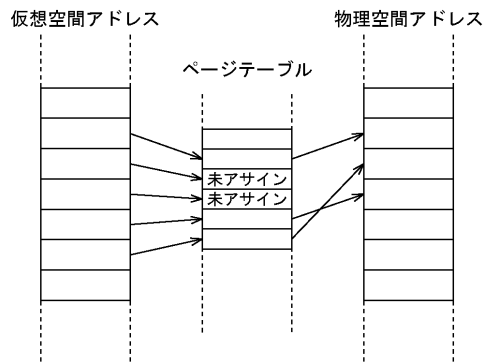 仮想空間アドレス
物理空間アドレス
ページテーブル
未アサイン
未アサイン